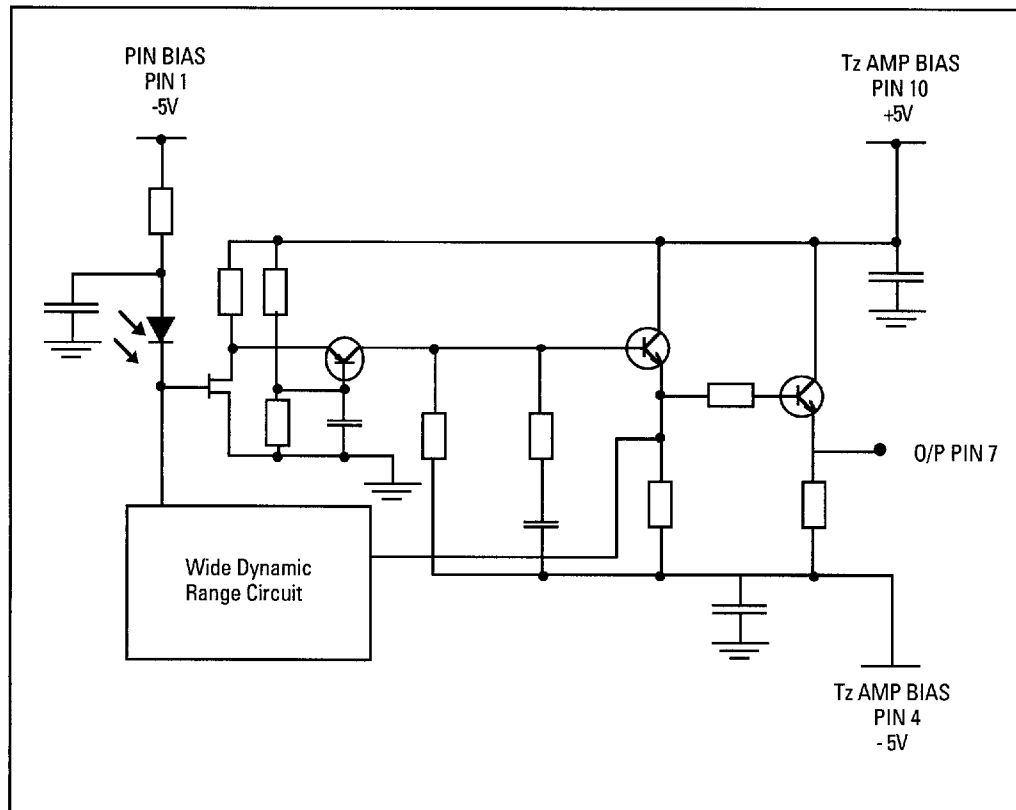 PIN BIAS
PIN 1
-5V
Tz AMP BIAS
PIN 10
+5V
O/P PIN 7
Wide Dynamic
Range Circuit
Tz AMP BIAS
PIN 4
- 5V